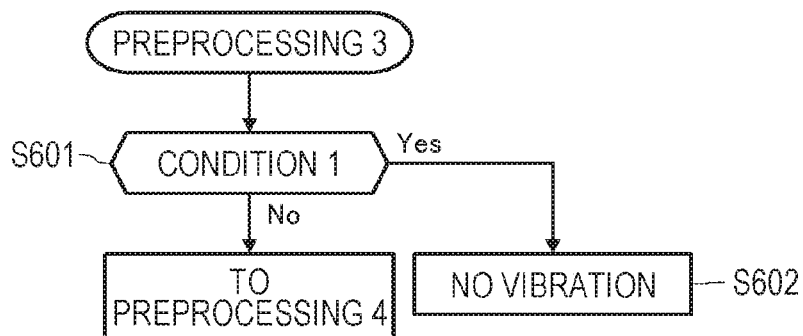 PREPROCESSING 3
S601
CONDITION 1
Yes
No
TO
PREPROCESSING 4
NO VIBRATION
S602